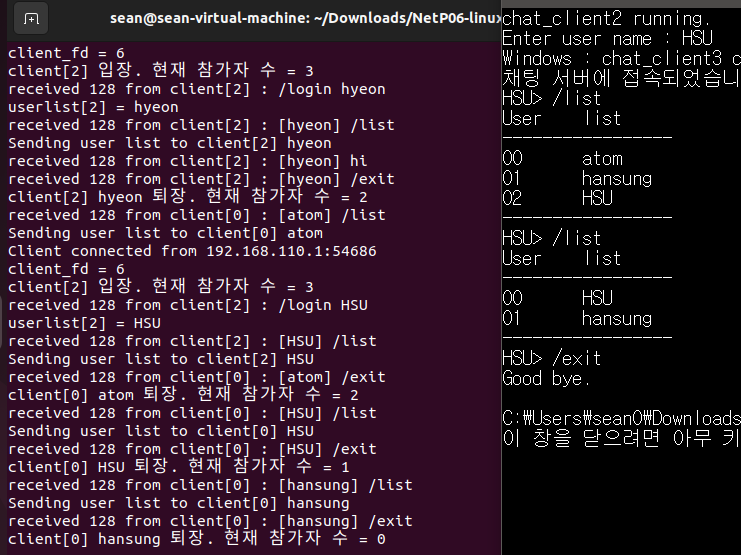 sean@sean-virtual-machine: ~/Downloads/NetP06-linux
client_fd = 6
client[2] 입장. 현재 참가자 수 = 3
received 128 from client[2] : /login hyeon
userlist[2] = hyeon
received 128 from client[2] : [hyeon] /list
Sending user list to client[2] hyeon
received 128 from client[2] : [hyeon] hi
received 128 from client[2] : [hyeon] /exit
client[2] hyeon 퇴장. 현재 참가자 수 = 2
received 128 from client[0] : [atom] /list
Sending user list to client[0] atom
Client connected from 192.168.110.1:54686
client_fd = 6
client[2] 입장. 현재 참가자 수 = 3
received 128 from client[2] : /login HSU
userlist[2] = HSU
received 128 from client[2] : [HSU] /list
Sending user list to client[2] HSU
received 128 from client[0] : [atom] /exit
client[0] atom 퇴장. 현재 참가자 수 = 2
received 128 from client[0] : [HSU] /list
Sending user list to client[0] HSU
received 128 from client[0] : [HSU] /exit
client[0] HSU 퇴장. 현재 참가자 수 = 1
received 128 from client[0] : [hansung] /list
Sending user list to client[0] hansung
received 128 from client[0] : [hansung] /exit
client[0] hansung 퇴장. 현재 참가자 수 = 0
chat_client2 running.
Enter user name : HSU
Windows : chat_client3 c
채팅 서버에 접속되었습니
HSU> /list
User list
-----------------
00 atom
01 hansung
02 HSU
-----------------
HSU> /list
User list
-----------------
00 HSU
01 hansung
-----------------
HSU> /exit
Good bye.
C:\Users\sean0\Downloads
이 창을 닫으려면 아무 키